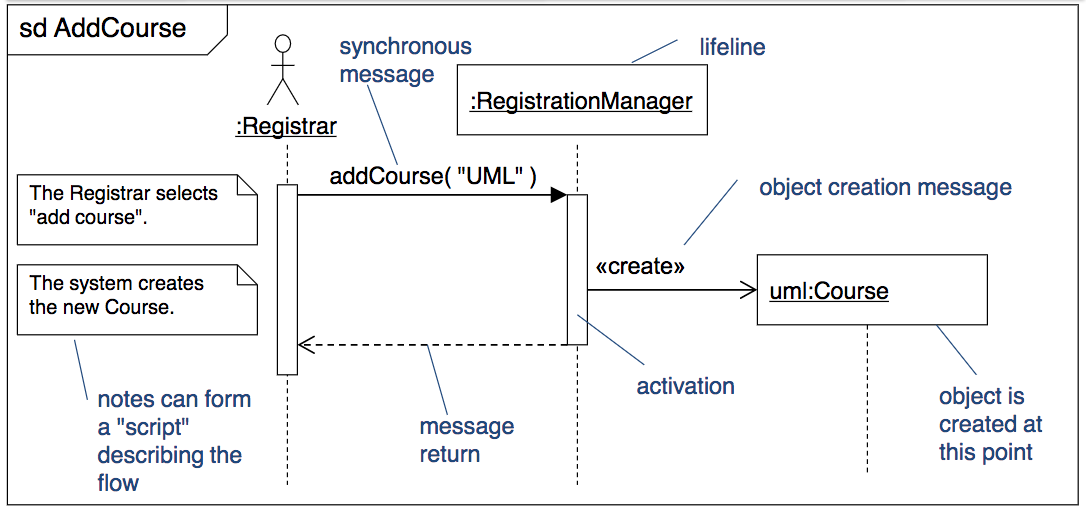 sd AddCourse
synchronous
message
lifeline
:RegistrationManager
:Registrar
addCourse( "UML" )
The Registrar selects
"add course".
object creation message
«create»
The system creates
the new Course.
uml:Course
activation
notes can form
a "script"
describing the
flow
message
return
object is
created at
this point